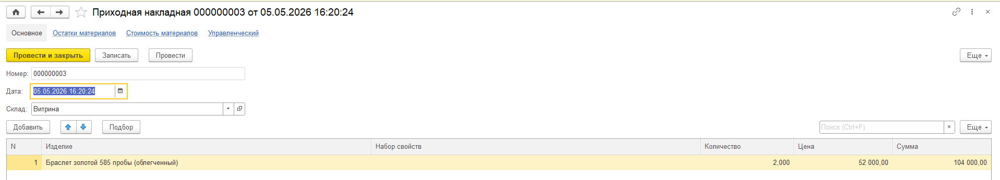 Приходная накладная 000000003 от 05.05.2026 16:20:24
Основное Остатки материалов Стоимость материалов Управленческий
Провести и закрыть Записать Провести Еще
Номер: 000000003
Дата: 05.05.2026 16:20:24
Склад: Витрина
Добавить Подбор Поиск (Ctrl+F) × Еще
N Изделие Набор свойств Количество Цена Сумма
1 Браслет золотой 585 пробы (облегченный) 2,000 52 000,00 104 000,00